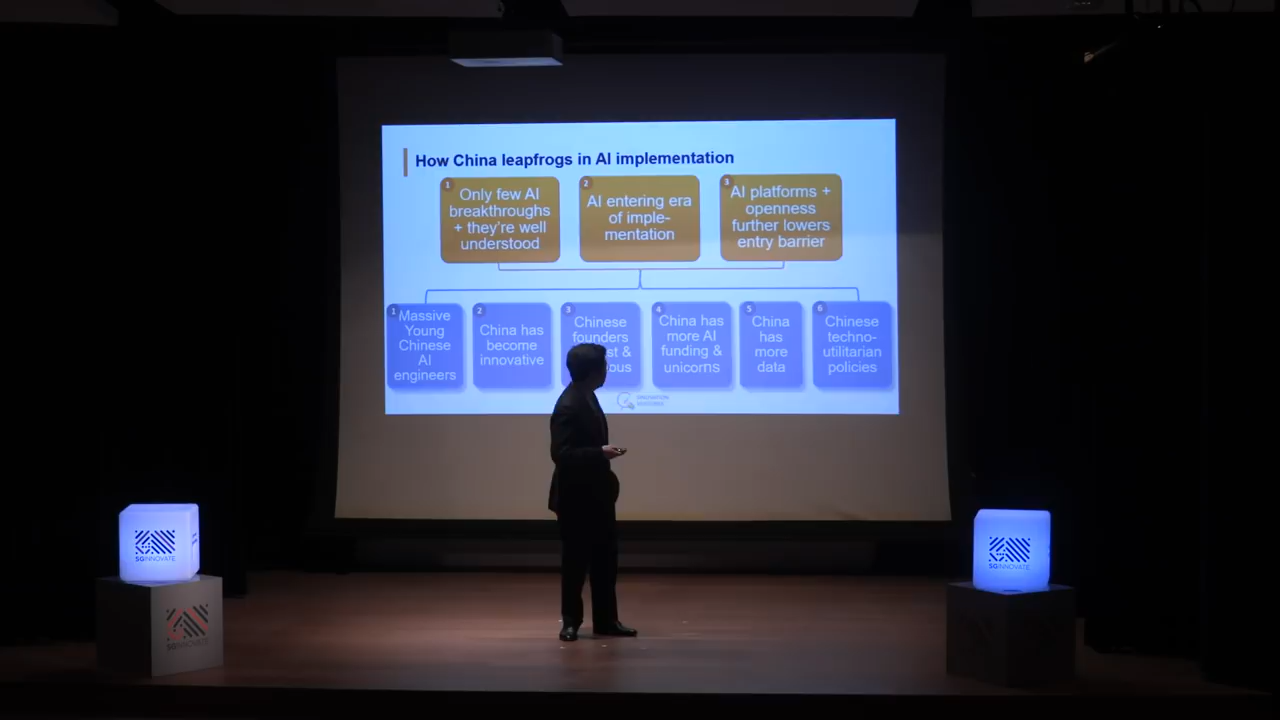 How China leapfrogs in AI implementation
1
Only few AI
breakthroughs
+ they're well
understood
2
AI entering era
of imple-
mentation
3
AI platforms +
openness
further lowers
entry barrier
1
Massive
Young
Chinese
AI
engineers
2
China has
become
innovative
3
Chinese
founders
&
4
China has
more AI
funding &
unicorns
5
China
has
more
data
6
Chinese
techno-
utilitarian
policies
SGINNOVATE
SGINNOVATE
SGINNOVATE